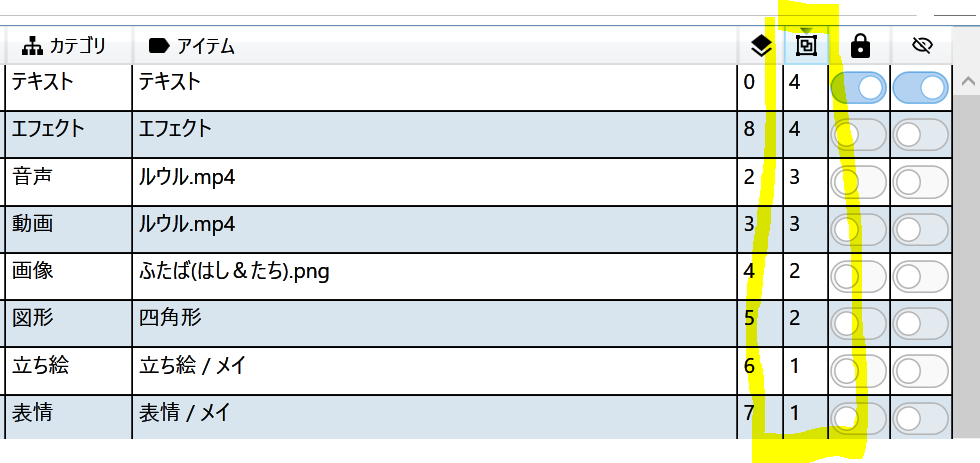 カテゴリ アイテム
テキスト テキスト 0 4
エフェクト エフェクト 8 4
音声 ルウル.mp4 2 3
動画 ルウル.mp4 3 3
画像 ふたば(はし＆たち).png 4 2
図形 四角形 5 2
立ち絵 立ち絵 / メイ 6 1
表情 表情 / メイ 7 1